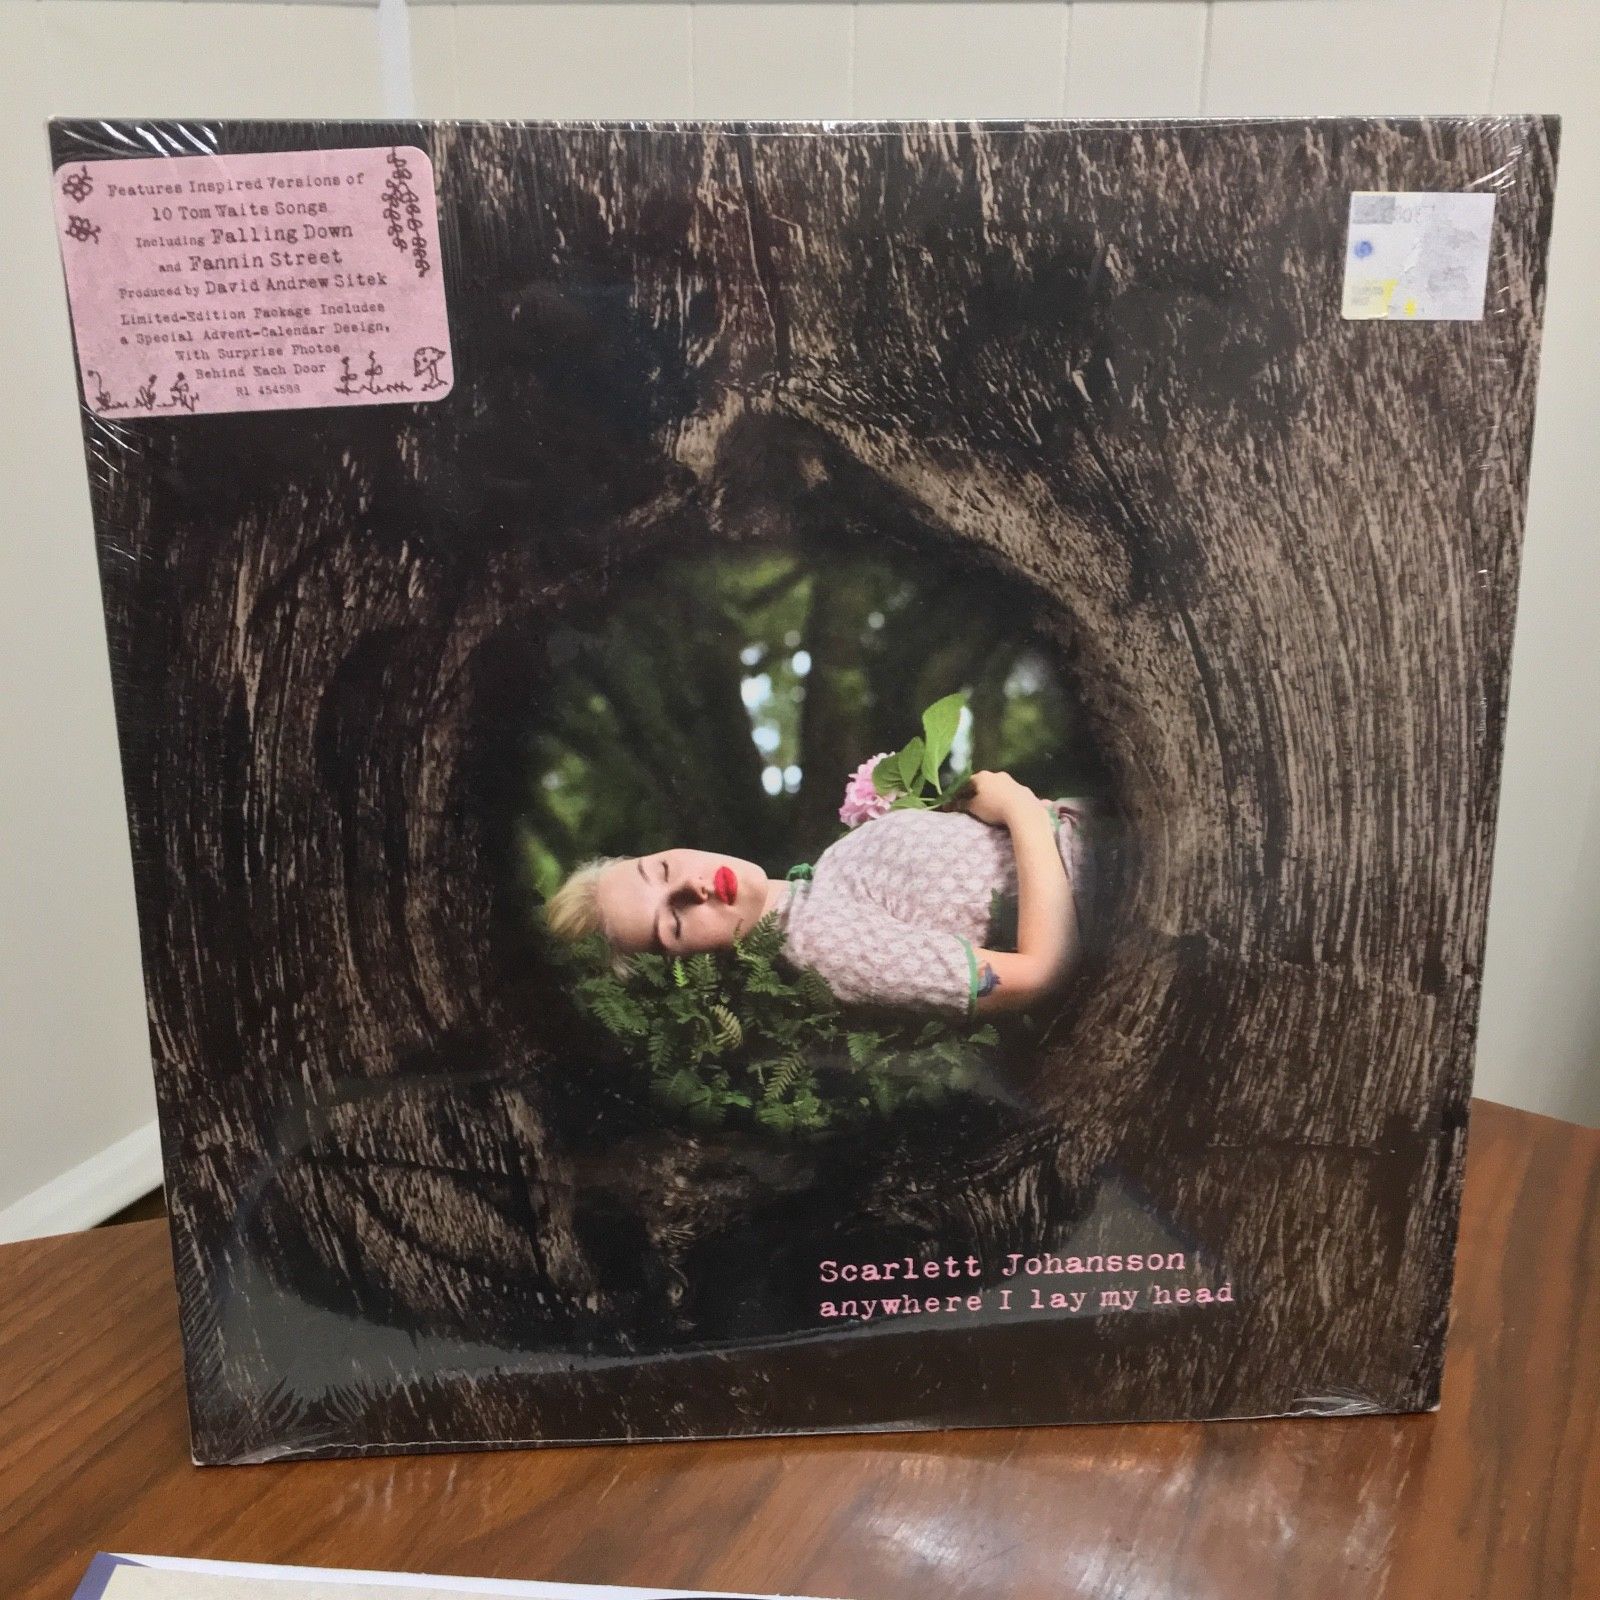 Features Inspired Versions of
10 Tom Waits Songs
Including Falling Down
and Fannin Street
Produced by David Andrew Sitek
Limited-Edition Package Includes
a Special Advent-Calendar Design,
With Surprise Photos
Behind Each Door
R1 454588
Scarlett Johansson
anywhere I lay my head